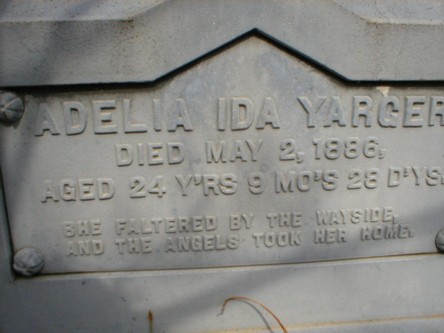 ADELIA IDA YARGER
DIED MAY 2, 1886,
AGED 24 Y'RS 9 MO'S 28 D'YS.
SHE FALTERED BY THE WAYSIDE,
AND THE ANGELS TOOK HER HOME.